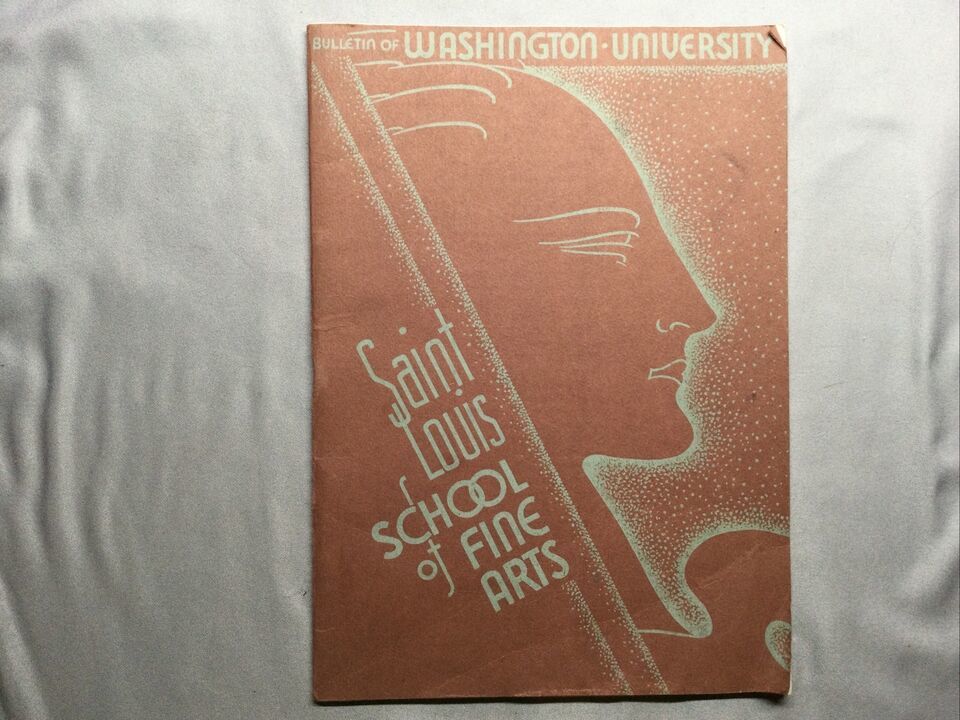 BULLETIN OF WASHINGTON · UNIVERSITY
Saint
Louis
SCHOOL
of FINE
ARTS